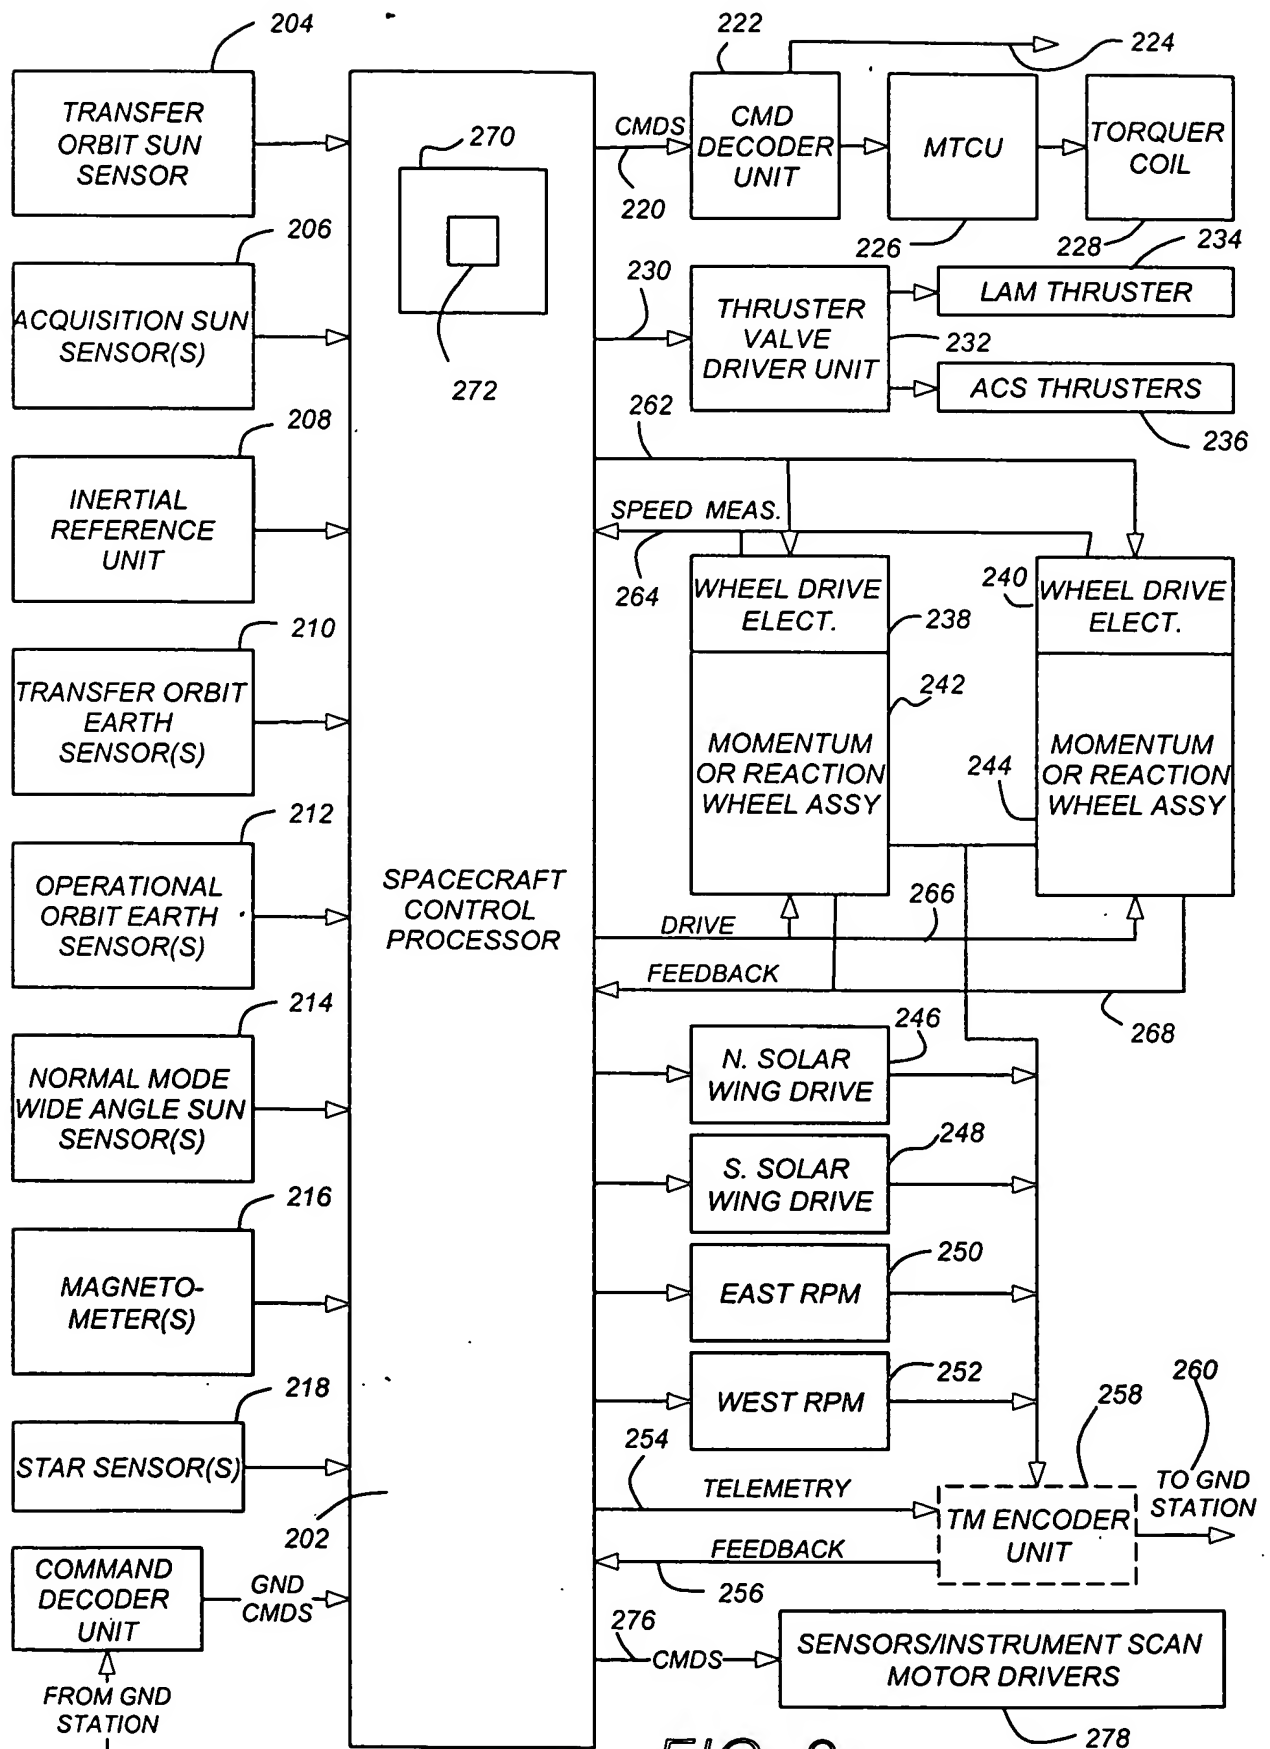 204
TRANSFER
ORBIT SUN
SENSOR
206
ACQUISITION SUN
SENSOR(S)
208
INERTIAL
REFERENCE
UNIT
210
TRANSFER ORBIT
EARTH
SENSOR(S)
212
OPERATIONAL
ORBIT EARTH
SENSOR(S)
214
NORMAL MODE
WIDE ANGLE SUN
SENSOR(S)
216
MAGNETO-
METER(S)
218
STAR SENSOR(S)
202
COMMAND
DECODER
UNIT
GND
CMDS
FROM GND
STATION
270
272
SPACECRAFT
CONTROL
PROCESSOR
222
224
CMDS
220
CMD
DECODER
UNIT
MTCU
226
TORQUER
COIL
228
234
230
THRUSTER
VALVE
DRIVER UNIT
232
LAM THRUSTER
ACS THRUSTERS
236
262
SPEED MEAS.
264
WHEEL DRIVE
ELECT.
238
240
WHEEL DRIVE
ELECT.
242
MOMENTUM
OR REACTION
WHEEL ASSY
244
MOMENTUM
OR REACTION
WHEEL ASSY
DRIVE
266
FEEDBACK
268
246
N. SOLAR
WING DRIVE
248
S. SOLAR
WING DRIVE
250
EAST RPM
252
WEST RPM
254
TELEMETRY
258
260
TO GND
STATION
TM ENCODER
UNIT
FEEDBACK
256
276
CMDS
SENSORS/INSTRUMENT SCAN
MOTOR DRIVERS
278